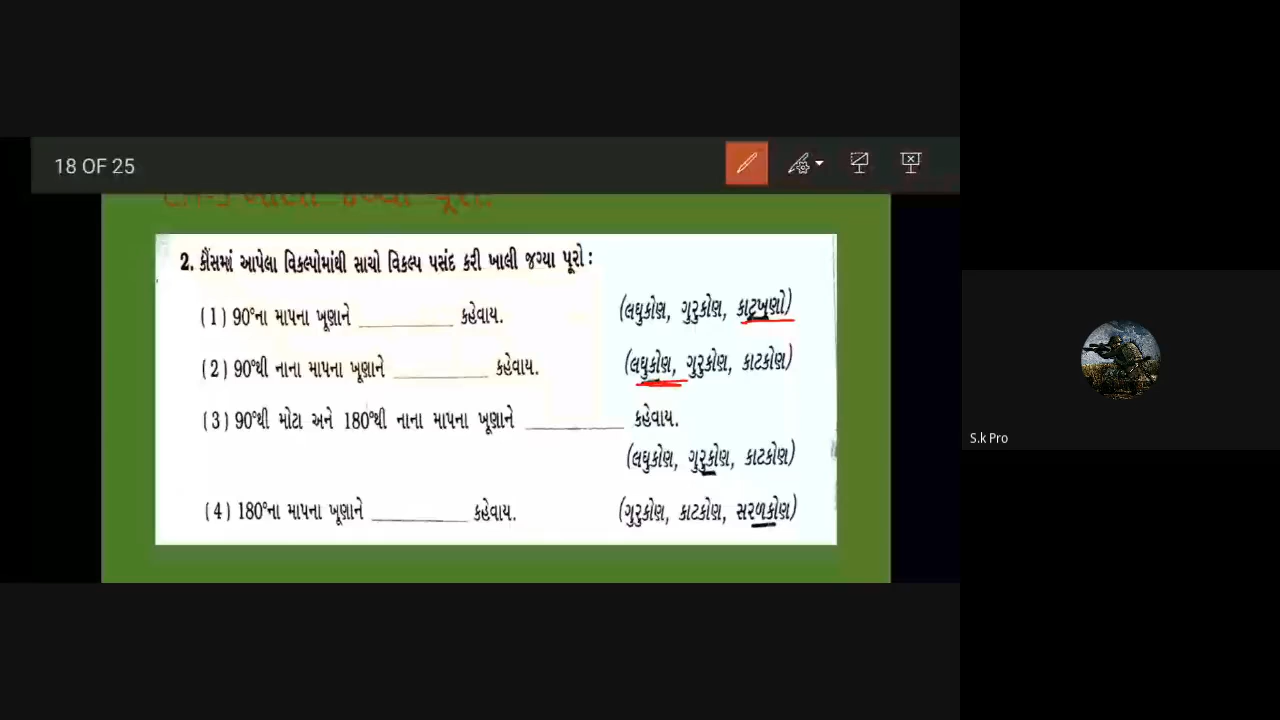 18 OF 25
2. કૌંસમાં આપેલા વિકલ્પોમાંથી સાચો વિકલ્પ પસંદ કરી ખાલી જગ્યા પૂરો :
(1) 90°ના માપના ખૂણાને ________ કહેવાય. (લઘુકોણ, ગુરુકોણ, કાટખૂણો)
(2) 90°થી નાના માપના ખૂણાને ________ કહેવાય. (લઘુકોણ, ગુરુકોણ, કાટકોણ)
(3) 90°થી મોટા અને 180°થી નાના માપના ખૂણાને ________ કહેવાય.
(લઘુકોણ, ગુરુકોણ, કાટકોણ)
(4) 180°ના માપના ખૂણાને ________ કહેવાય. (ગુરુકોણ, કાટકોણ, સરળકોણ)
S.k Pro